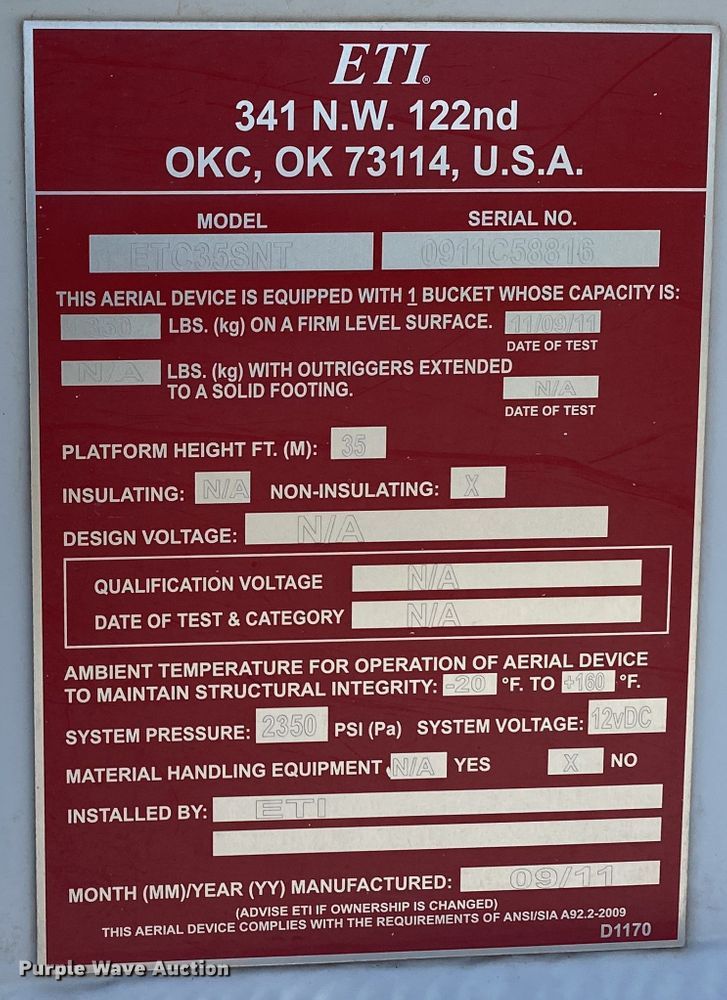 ETI®
341 N.W. 122nd
OKC, OK 73114, U.S.A.
MODEL SERIAL NO.
ETC35SNT 0911C58816
THIS AERIAL DEVICE IS EQUIPPED WITH 1 BUCKET WHOSE CAPACITY IS:
350 LBS. (kg) ON A FIRM LEVEL SURFACE. 11/09/11
DATE OF TEST
N/A LBS. (kg) WITH OUTRIGGERS EXTENDED
TO A SOLID FOOTING. N/A
DATE OF TEST
PLATFORM HEIGHT FT. (M): 35
INSULATING: N/A NON-INSULATING: X
DESIGN VOLTAGE: N/A
QUALIFICATION VOLTAGE N/A
DATE OF TEST & CATEGORY N/A
AMBIENT TEMPERATURE FOR OPERATION OF AERIAL DEVICE
TO MAINTAIN STRUCTURAL INTEGRITY: -20 °F. TO +160 °F.
SYSTEM PRESSURE: 2350 PSI (Pa) SYSTEM VOLTAGE: 12vDC
MATERIAL HANDLING EQUIPMENT N/A YES X NO
INSTALLED BY: ETI
MONTH (MM)/YEAR (YY) MANUFACTURED: 09/11
(ADVISE ETI IF OWNERSHIP IS CHANGED)
THIS AERIAL DEVICE COMPLIES WITH THE REQUIREMENTS OF ANSI/SIA A92.2-2009
D1170
Purple Wave Auction